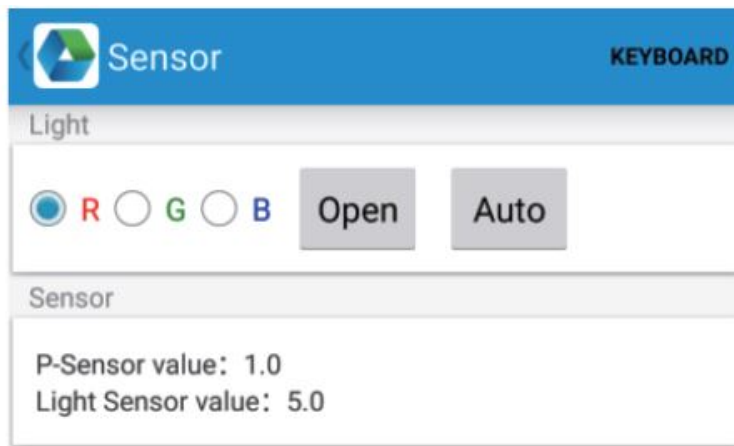 Sensor KEYBOARD
Light
R G B Open Auto
Sensor
P-Sensor value：1.0
Light Sensor value：5.0